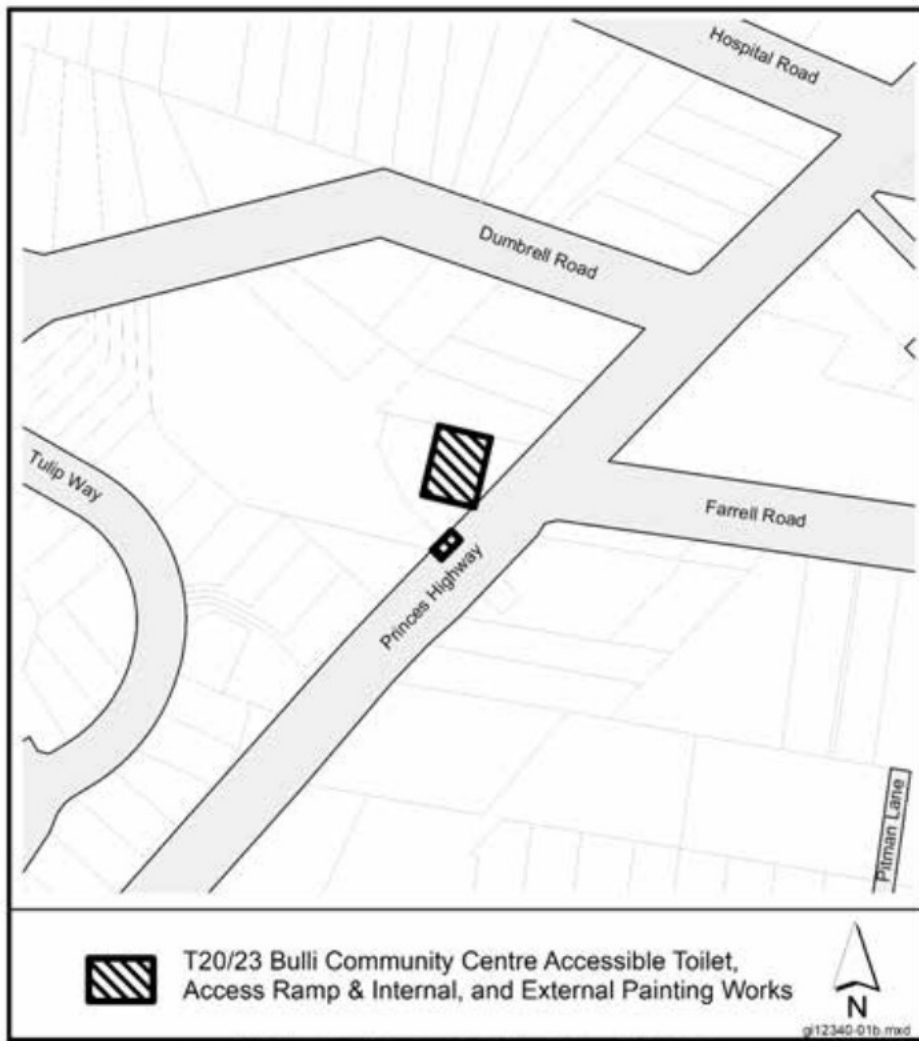 Hospital Road
Dumbrell Road
Tulip Way
Farrell Road
Princes Highway
Pitman Lane
T20/23 Bulli Community Centre Accessible Toilet,
Access Ramp & Internal, and External Painting Works
N
gi12340-01b.mxd